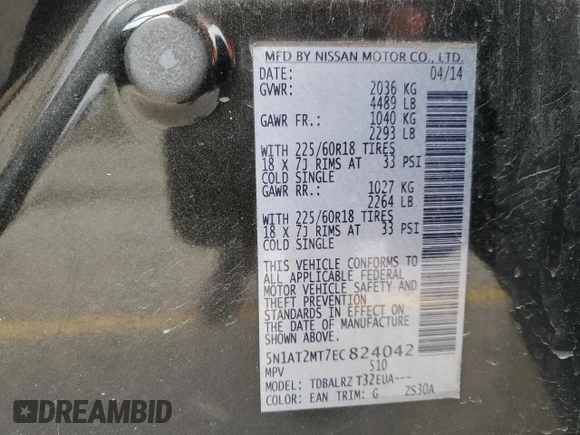 MFD BY NISSAN MOTOR CO., LTD.
DATE: 04/14
GVWR: 2036 KG
4489 LB
GAWR FR.: 1040 KG
2293 LB
WITH 225/60R18 TIRES
18 X 7J RIMS AT 33 PSI
COLD SINGLE
GAWR RR.: 1027 KG
2264 LB
WITH 225/60R18 TIRES
18 X 7J RIMS AT 33 PSI
COLD SINGLE
THIS VEHICLE CONFORMS TO
ALL APPLICABLE FEDERAL
MOTOR VEHICLE SAFETY AND
THEFT PREVENTION
STANDARDS IN EFFECT ON
THE DATE OF MANUFACTURE
SHOWN ABOVE.
5N1AT2MT7EC824042
MPV S10
MODEL: TDBALRZ T32EUA---
COLOR: EAN TRIM: G ZS30A
DREAMBID